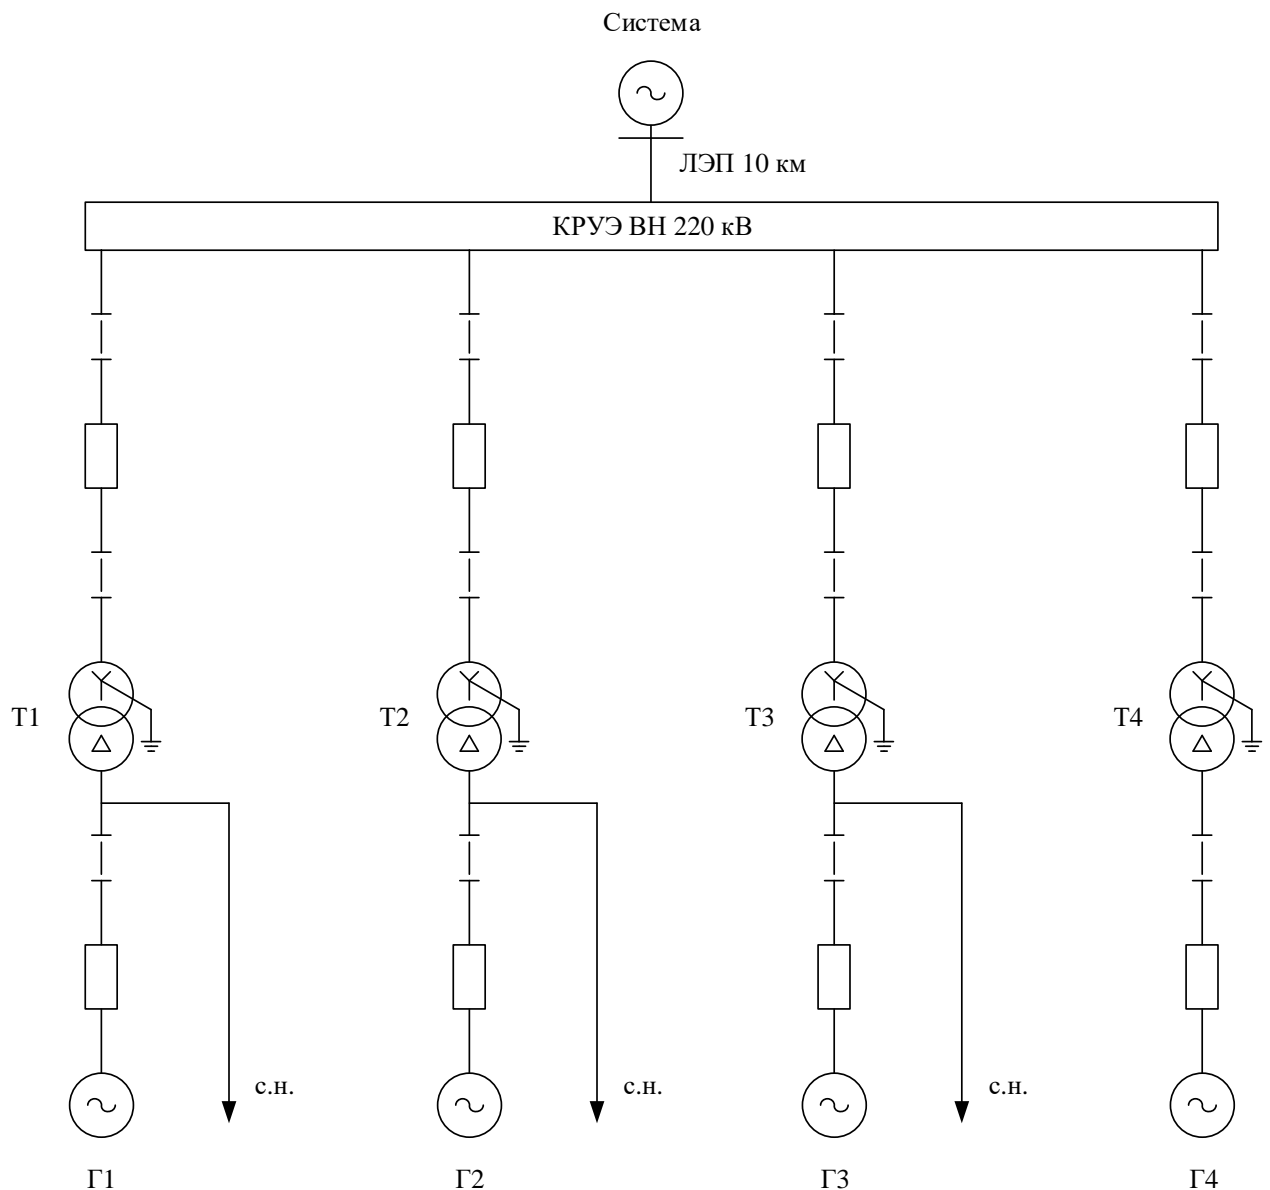 Система
ЛЭП 10 км
КРУЭ ВН 220 кВ
Т1
Т2
Т3
Т4
с.н.
с.н.
с.н.
Г1
Г2
Г3
Г4